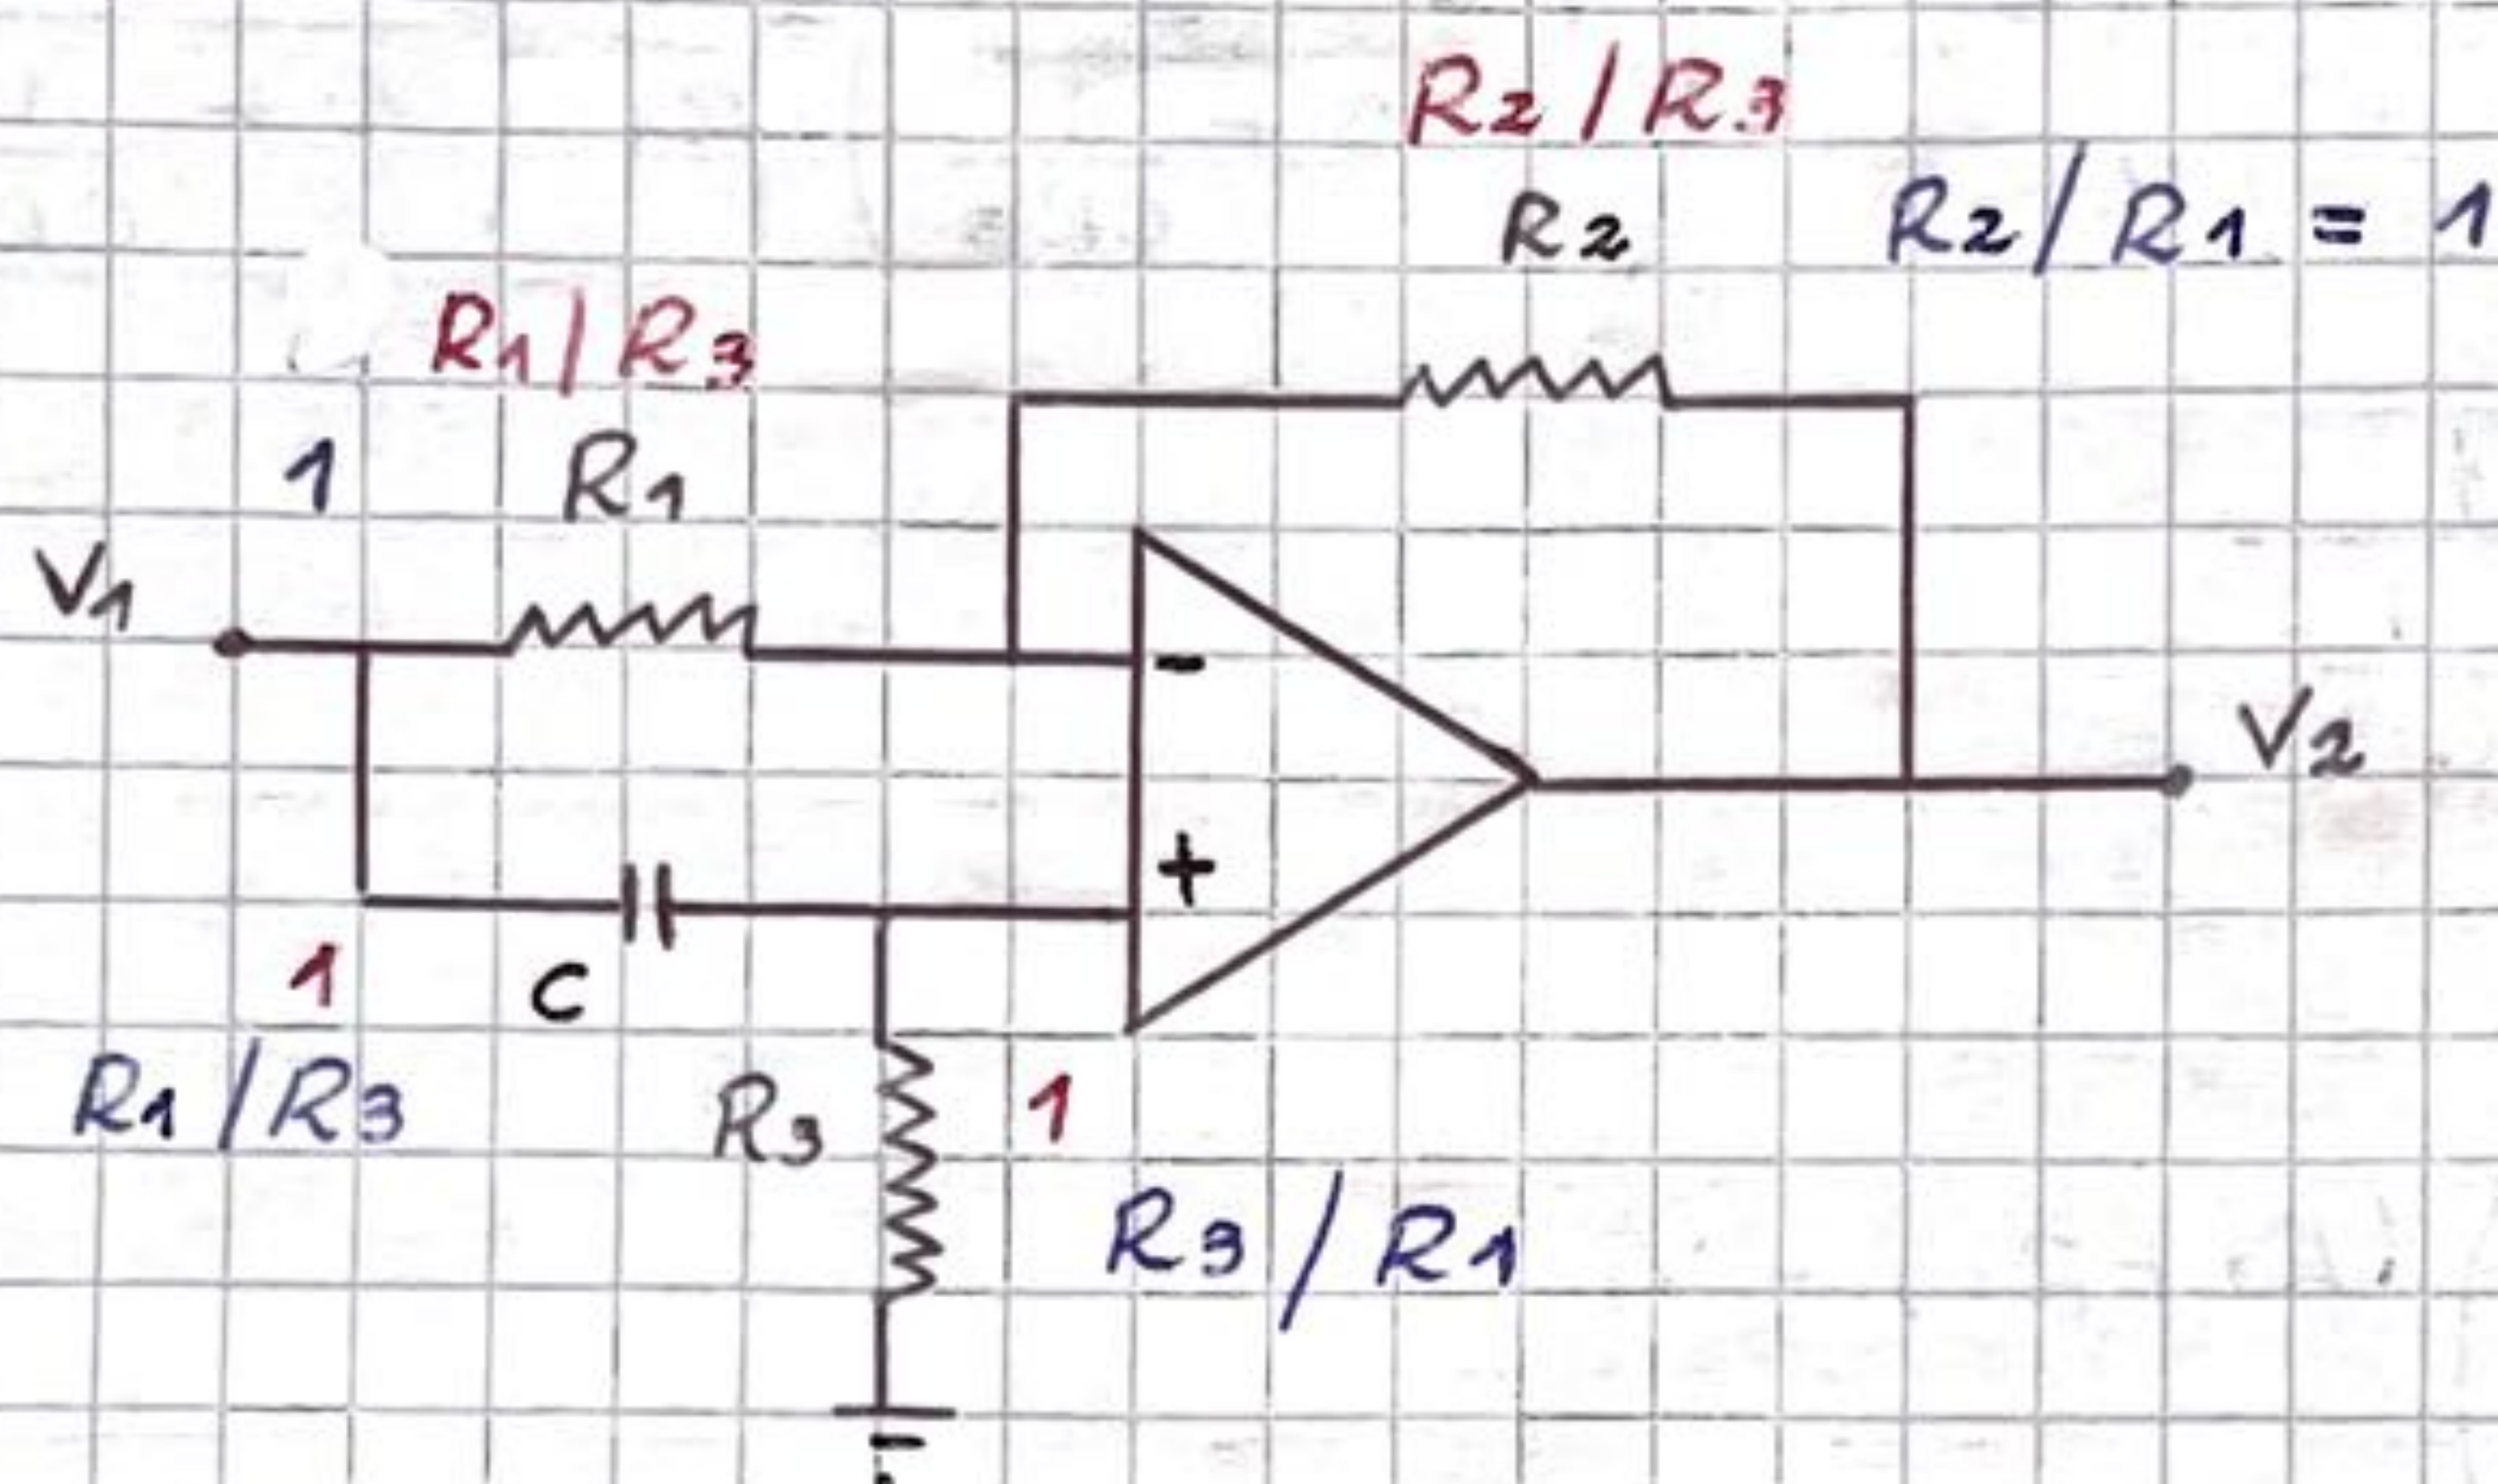 R2 / R3
R2
R2 / R1 = 1
R1 / R3
1
R1
V1
-
V2
+
1
C
R1 / R3
R3
1
R3 / R1